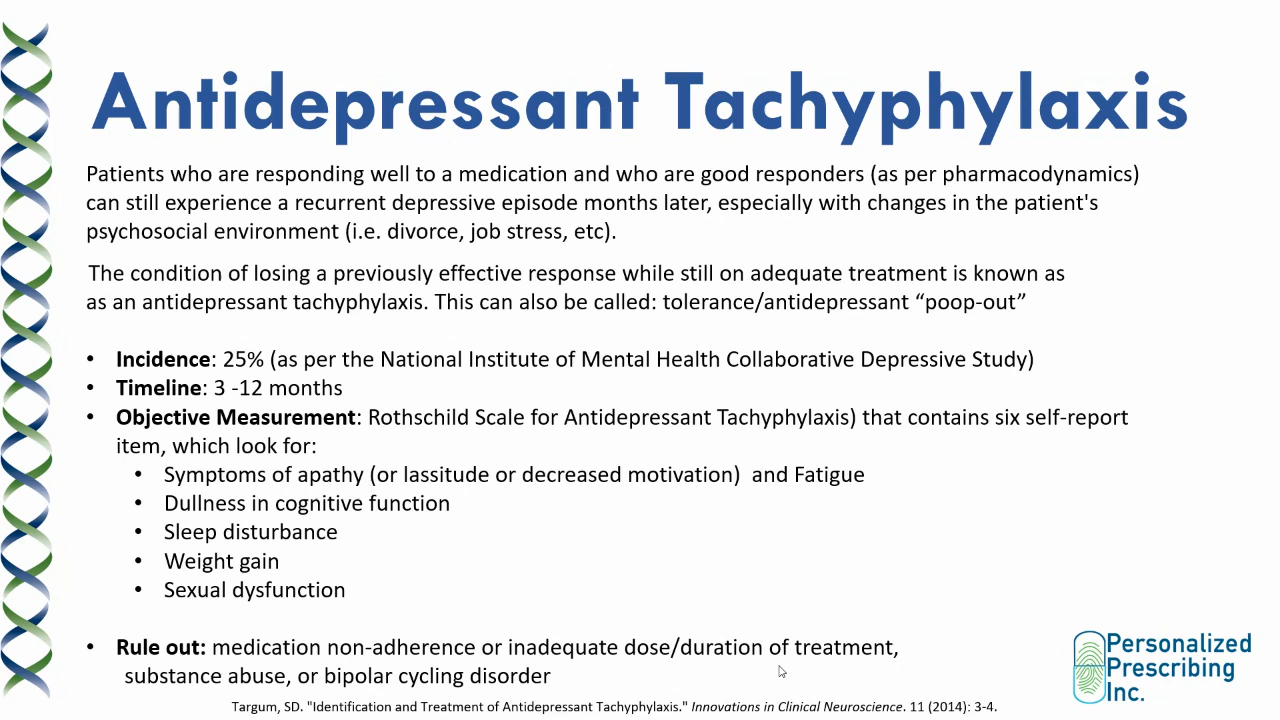 Antidepressant Tachyphylaxis
Patients who are responding well to a medication and who are good responders (as per pharmacodynamics)
can still experience a recurrent depressive episode months later, especially with changes in the patient's
psychosocial environment (i.e. divorce, job stress, etc).
The condition of losing a previously effective response while still on adequate treatment is known as
as an antidepressant tachyphylaxis. This can also be called: tolerance/antidepressant “poop-out”
• Incidence: 25% (as per the National Institute of Mental Health Collaborative Depressive Study)
• Timeline: 3 -12 months
• Objective Measurement: Rothschild Scale for Antidepressant Tachyphylaxis) that contains six self-report
item, which look for:
• Symptoms of apathy (or lassitude or decreased motivation) and Fatigue
• Dullness in cognitive function
• Sleep disturbance
• Weight gain
• Sexual dysfunction
• Rule out: medication non-adherence or inadequate dose/duration of treatment,
substance abuse, or bipolar cycling disorder
Personalized
Prescribing
Inc.
Targum, SD. "Identification and Treatment of Antidepressant Tachyphylaxis." Innovations in Clinical Neuroscience. 11 (2014): 3-4.